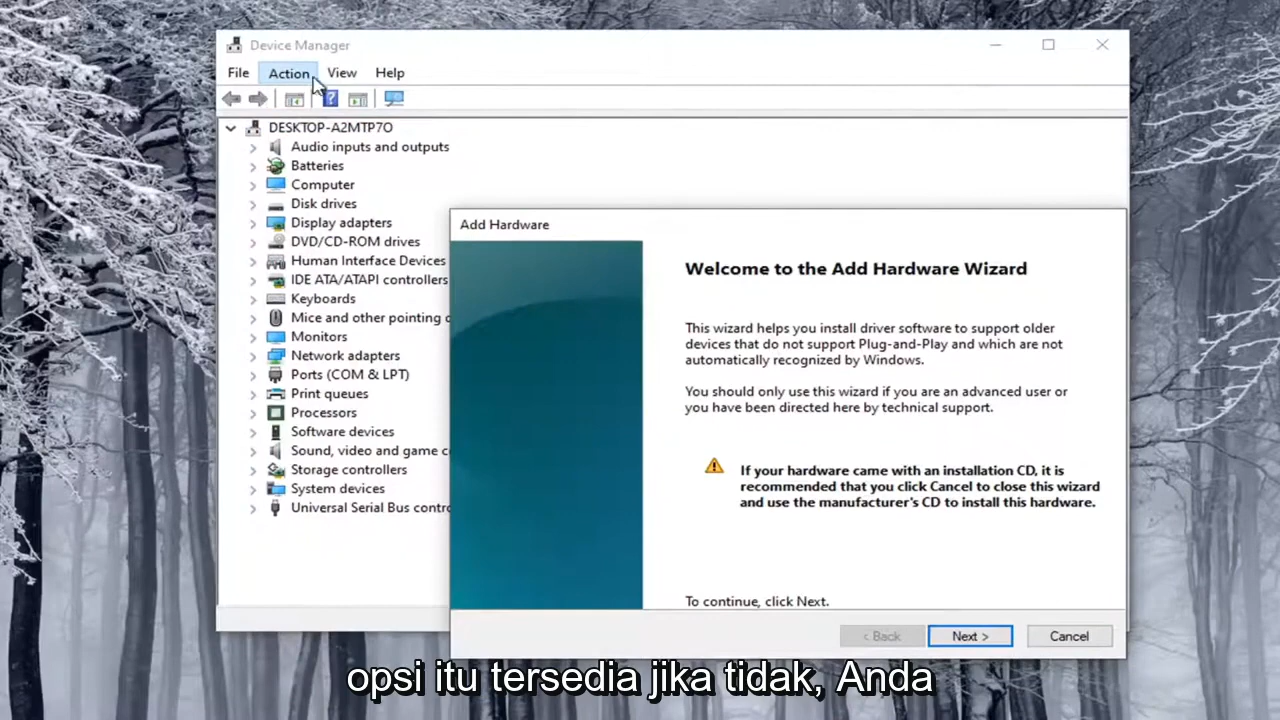 Device Manager
File Action View Help
DESKTOP-A2MTP7O
Audio inputs and outputs
Batteries
Computer
Disk drives
Display adapters
DVD/CD-ROM drives
Human Interface Devices
IDE ATA/ATAPI controllers
Keyboards
Mice and other pointing
Monitors
Network adapters
Ports (COM & LPT)
Print queues
Processors
Software devices
Sound, video and game
Storage controllers
System devices
Universal Serial Bus
Add Hardware
Welcome to the Add Hardware Wizard
This wizard helps you install driver software to support older
devices that do not support Plug-and-Play and which are not
automatically recognized by Windows.
You should only use this wizard if you are an advanced user or
you have been directed here by technical support.
If your hardware came with an installation CD, it is
recommended that you click Cancel to close this wizard
and use the manufacturer's CD to install this hardware.
To continue, click Next.
< Back Next > Cancel
opsi itu tersedia jika tidak, Anda